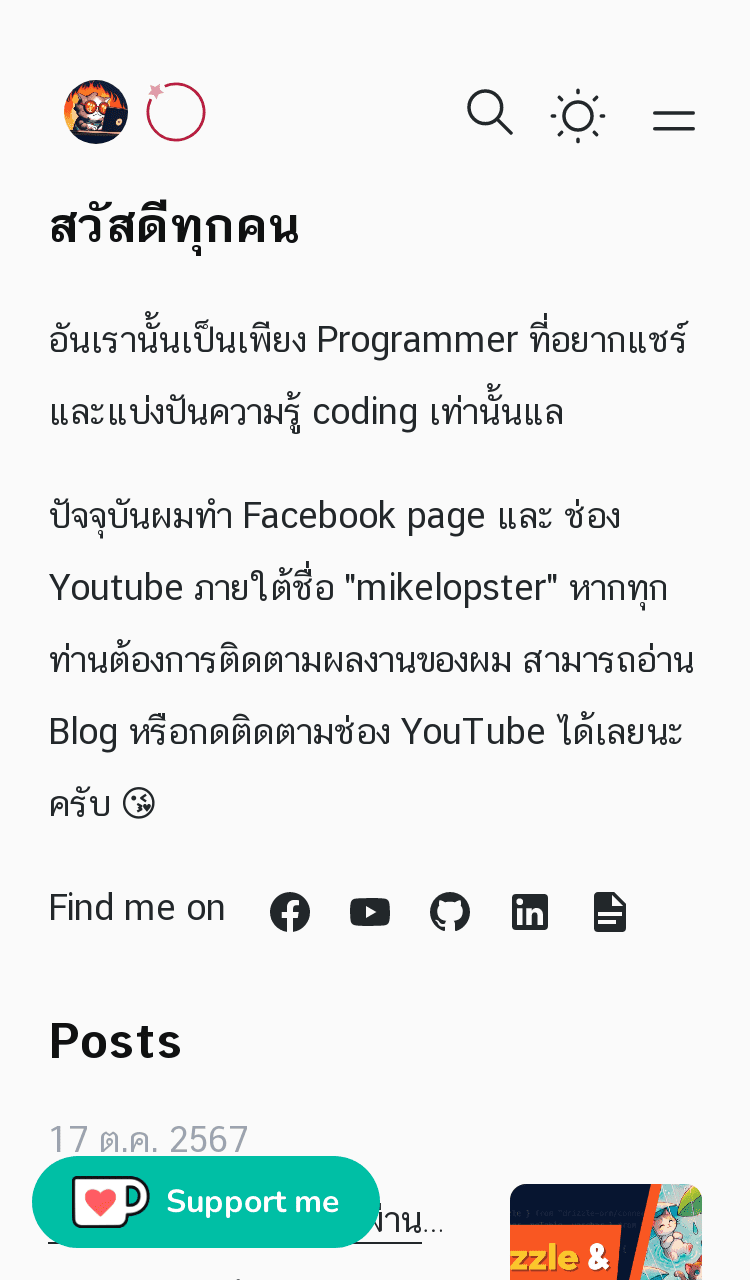 สวัสดีทุกคน
อันเรานั้นเป็นเพียง Programmer ที่อยากแชร์
และแบ่งปันความรู้ coding เท่านั้นแล
ปัจจุบันผมทำ Facebook page และ ช่อง
Youtube ภายใต้ชื่อ "mikelopster" หากทุก
ท่านต้องการติดตามผลงานของผม สามารถอ่าน
Blog หรือกดติดตามช่อง YouTube ได้เลยนะ
ครับ 😘
Find me on
Posts
17 ต.ค. 2567
Support me
ผ่าน...
zzle &